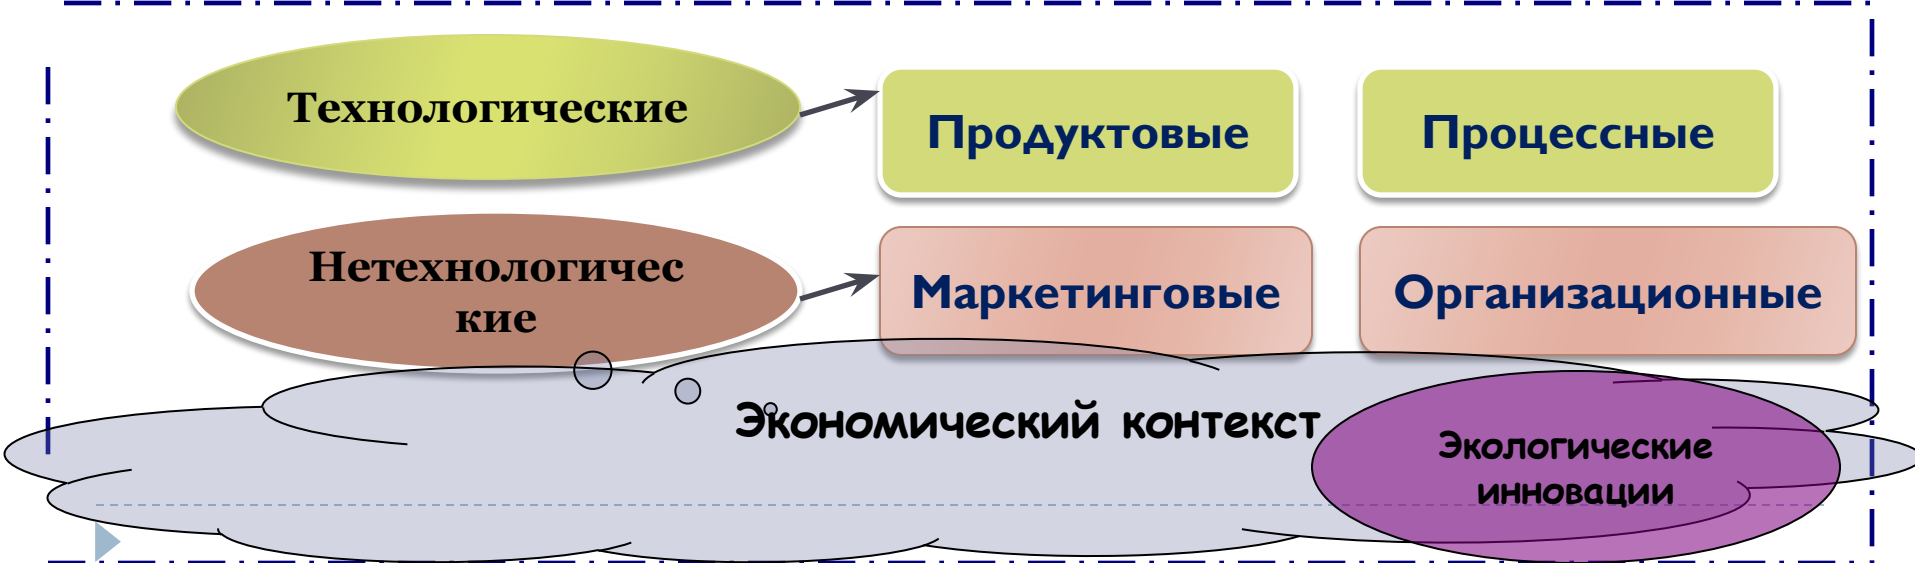 Технологические
Продуктовые
Процессные
Нетехнологичес
кие
Маркетинговые
Организационные
Экономический контекст
Экологические
инновации